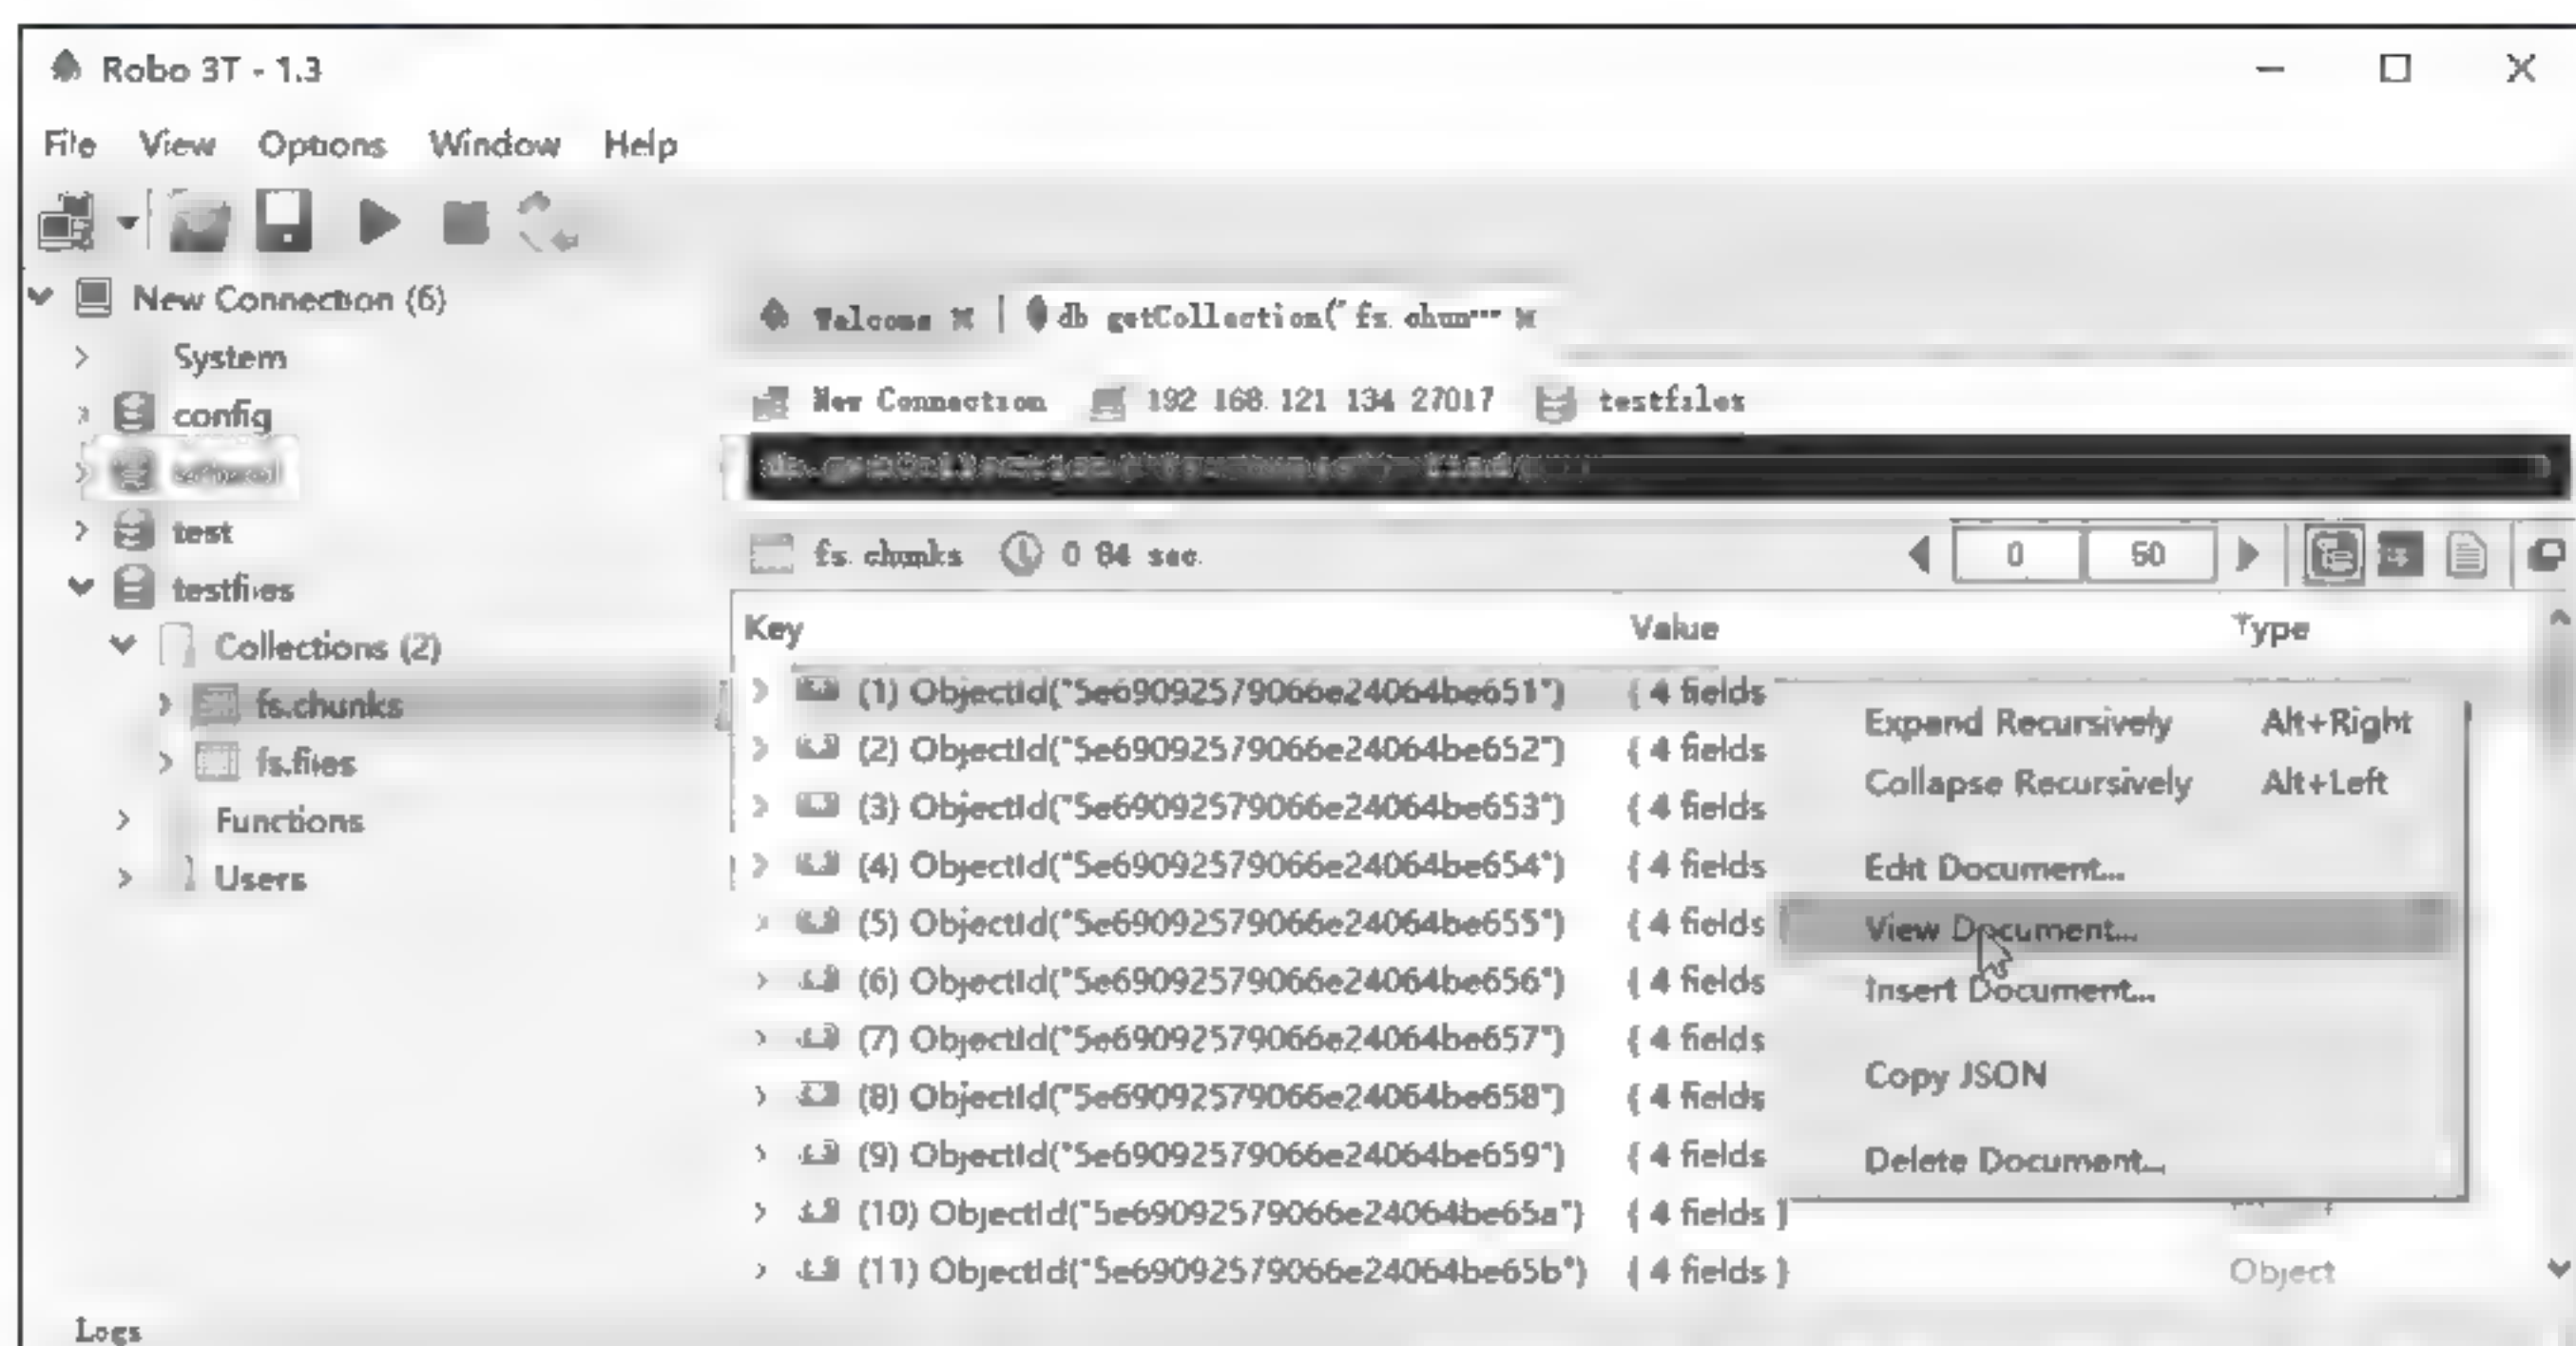 Robo 3T - 1.3
File View Options Window Help
New Connection (6)
System
config
test
testfiles
Collections (2)
fs.chunks
fs.files
Functions
Users
Welcome db getCollection("fs.chun…
New Connection 192 168.121 134 27017 testfiles
fs.chunks 0 84 sec.
0 50
Key Value Type
(1) ObjectId("5e69092579066e24064be651") { 4 fields
(2) ObjectId("5e69092579066e24064be652") { 4 fields
(3) ObjectId("5e69092579066e24064be653") { 4 fields
(4) ObjectId("5e69092579066e24064be654") { 4 fields
(5) ObjectId("5e69092579066e24064be655") { 4 fields
(6) ObjectId("5e69092579066e24064be656") { 4 fields
(7) ObjectId("5e69092579066e24064be657") { 4 fields
(8) ObjectId("5e69092579066e24064be658") { 4 fields
(9) ObjectId("5e69092579066e24064be659") { 4 fields
(10) ObjectId("5e69092579066e24064be65a") { 4 fields }
(11) ObjectId("5e69092579066e24064be65b") { 4 fields } Object
Expand Recursively Alt+Right
Collapse Recursively Alt+Left
Edit Document...
View Document...
Insert Document...
Copy JSON
Delete Document...
Logs